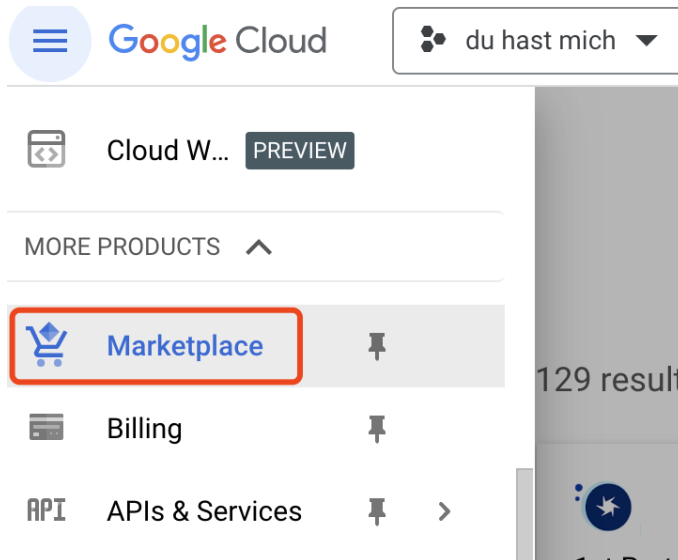 Google Cloud
du hast mich
Cloud W... PREVIEW
MORE PRODUCTS
Marketplace
129 result
Billing
API APIs & Services